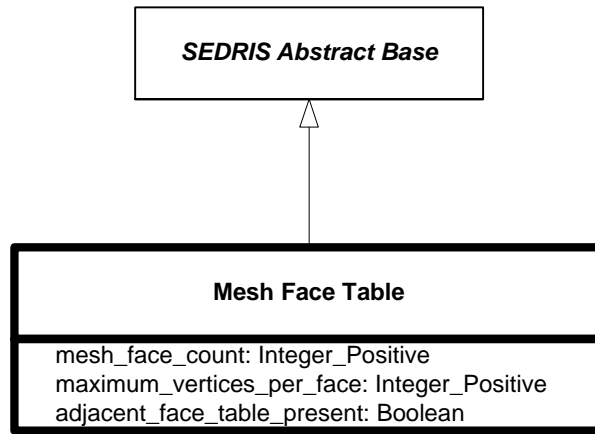 SEDRIS Abstract Base
Mesh Face Table
mesh_face_count: Integer_Positive
maximum_vertices_per_face: Integer_Positive
adjacent_face_table_present: Boolean